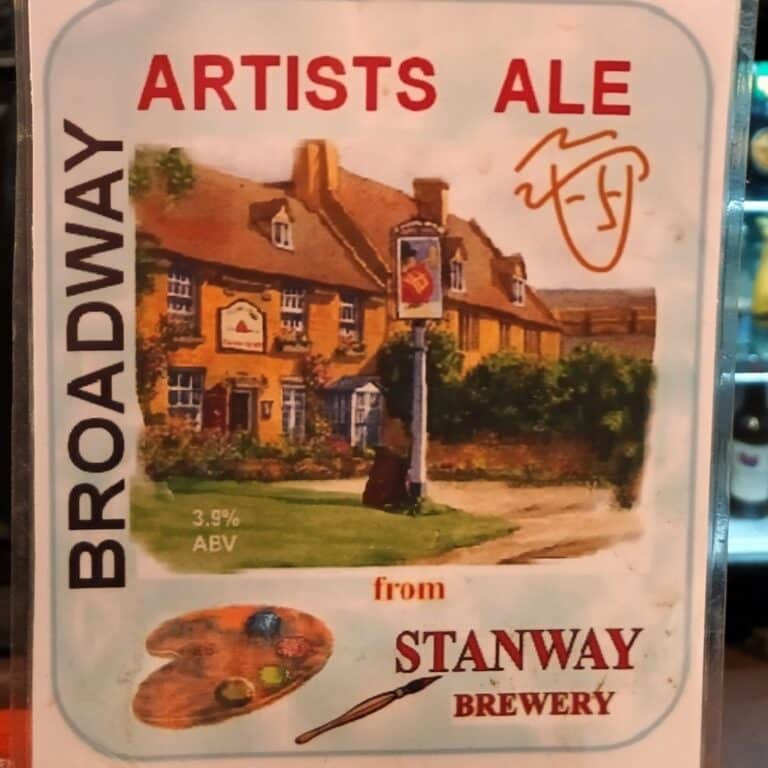 ARTISTS ALE
BROADWAY
3.9%
ABV
from
STANWAY
BREWERY